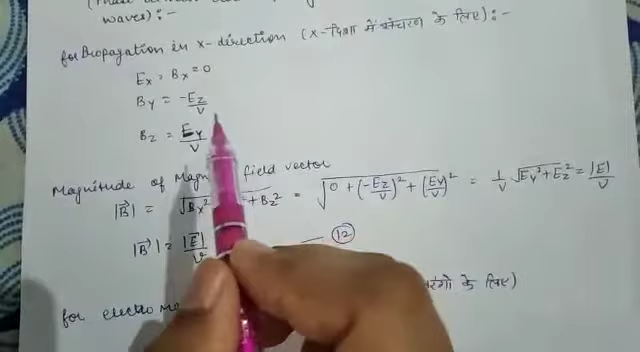 waves):-
for Propagation in x-direction (x-दिशा में संचरण के लिए):-
Ex = Bx = 0
By = -Ez/v
Bz = Ey/v
Magnitude of Magn field vector
|B⃗| = √Bx² + Bz² = √0 + (-Ez/v)² + (Ey/v)² = 1/v √Ey² + Ez² = |E|/v
|B⃗| = |E⃗|/v — (12)
for electro के लिए)